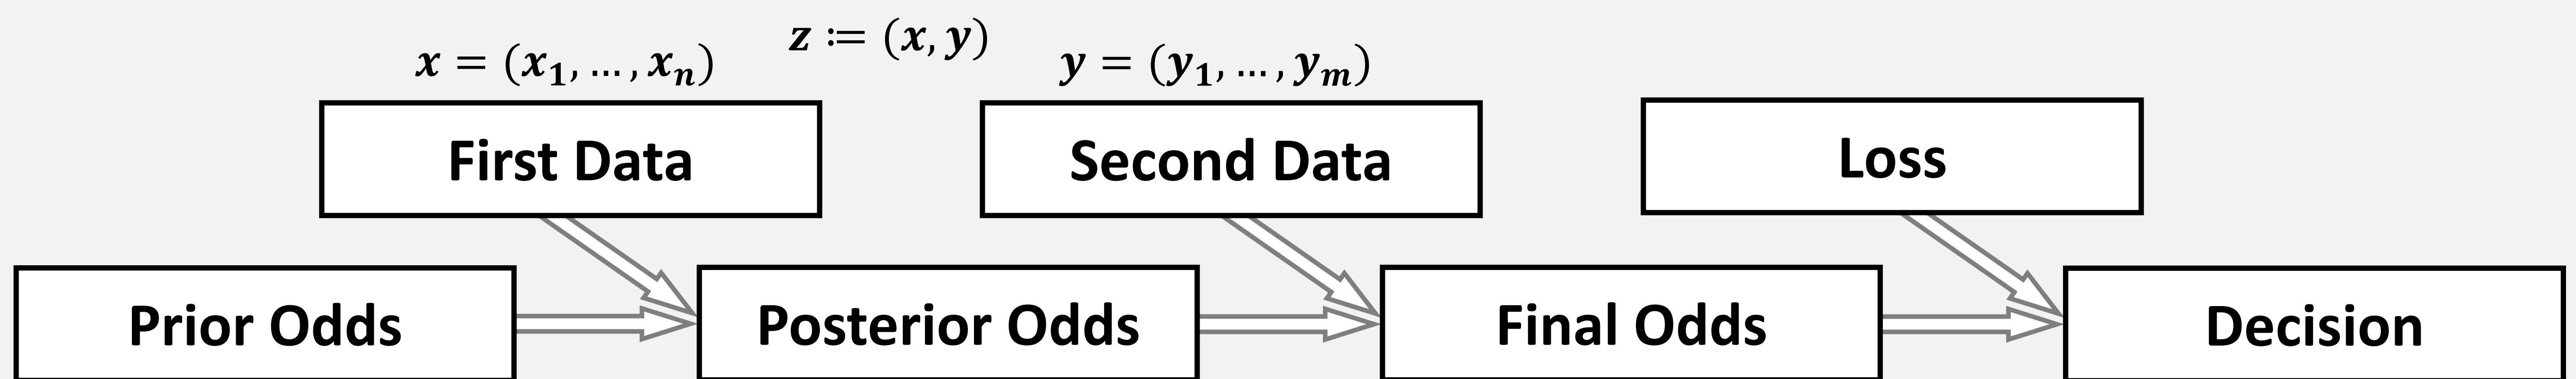 x = (x₁, …, xₙ) z ≔ (x, y) y = (y₁, …, yₘ)
First Data Second Data Loss
Prior Odds Posterior Odds Final Odds Decision